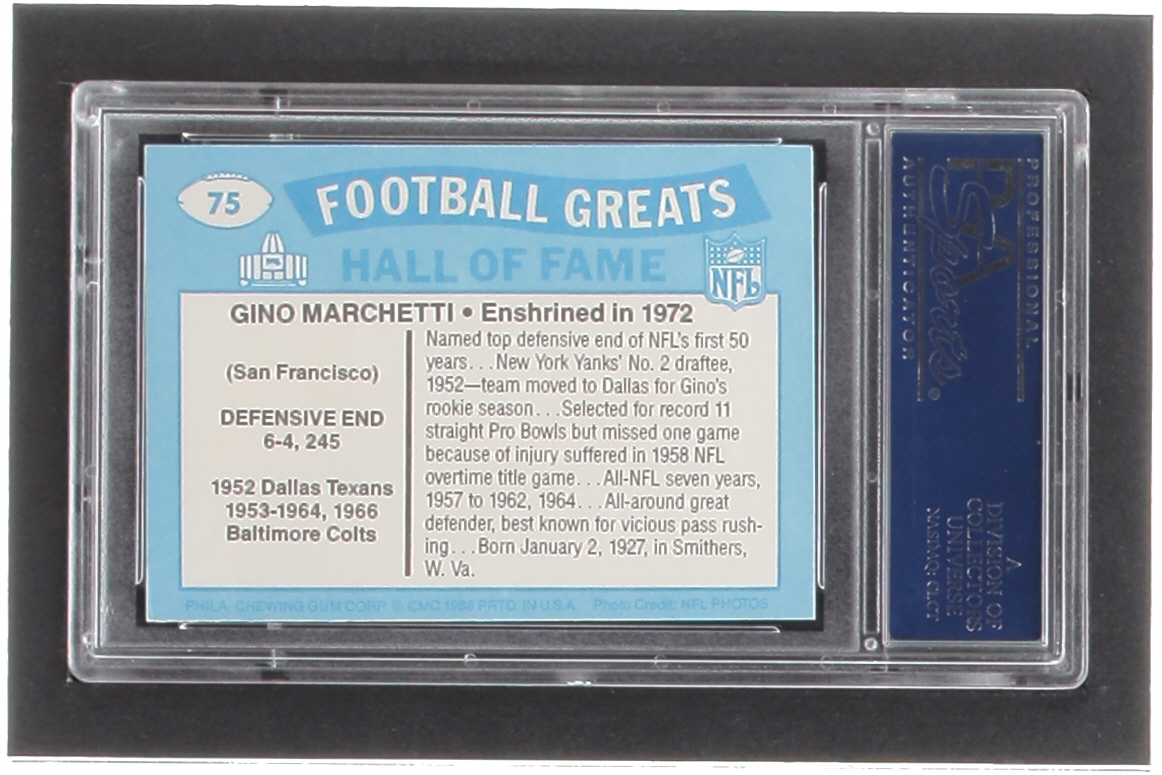 75
FOOTBALL GREATS
HALL OF FAME
NFL
GINO MARCHETTI • Enshrined in 1972
(San Francisco)
DEFENSIVE END
6-4, 245
1952 Dallas Texans
1953-1964, 1966
Baltimore Colts
Named top defensive end of NFL's first 50
years...New York Yanks' No. 2 draftee,
1952—team moved to Dallas for Gino's
rookie season...Selected for record 11
straight Pro Bowls but missed one game
because of injury suffered in 1958 NFL
overtime title game...All-NFL seven years,
1957 to 1962, 1964...All-around great
defender, best known for vicious pass rush-
ing...Born January 2, 1927, in Smithers,
W. Va.
PHILA. CHEWING GUM CORP. © CMC 1988 PRTD. IN U.S.A. Photo Credit: NFL PHOTOS
PROFESSIONAL
PSA
Sports®
AUTHENTICATOR
A
DIVISION OF
COLLECTORS
UNIVERSE
NASDAQ: CLCT